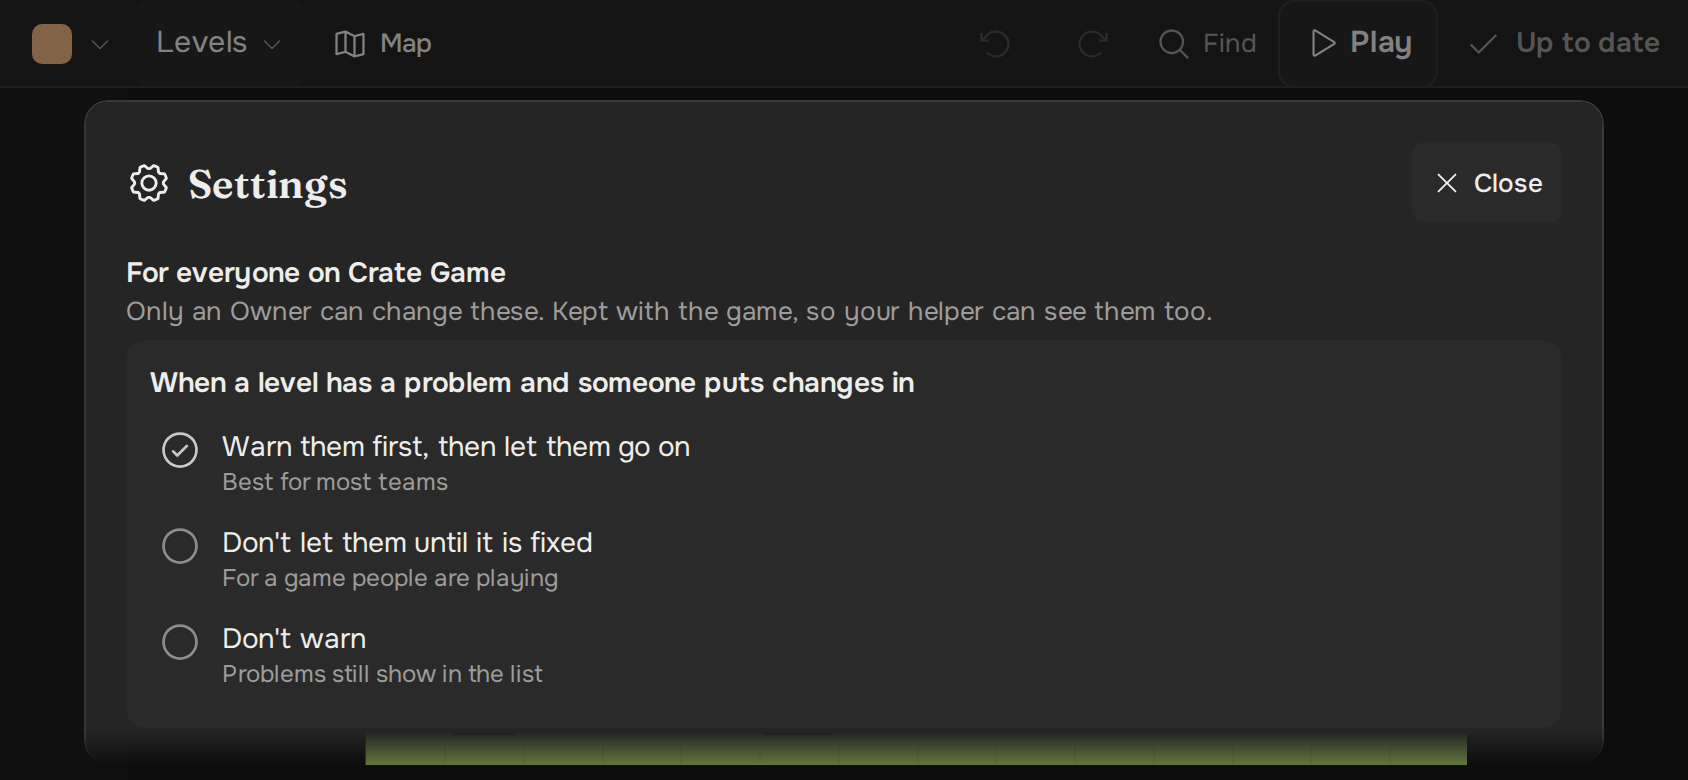 Levels
Map
Find
Play
Up to date
Settings
Close
For everyone on Crate Game
Only an Owner can change these. Kept with the game, so your helper can see them too.
When a level has a problem and someone puts changes in
Warn them first, then let them go on
Best for most teams
Don't let them until it is fixed
For a game people are playing
Don't warn
Problems still show in the list